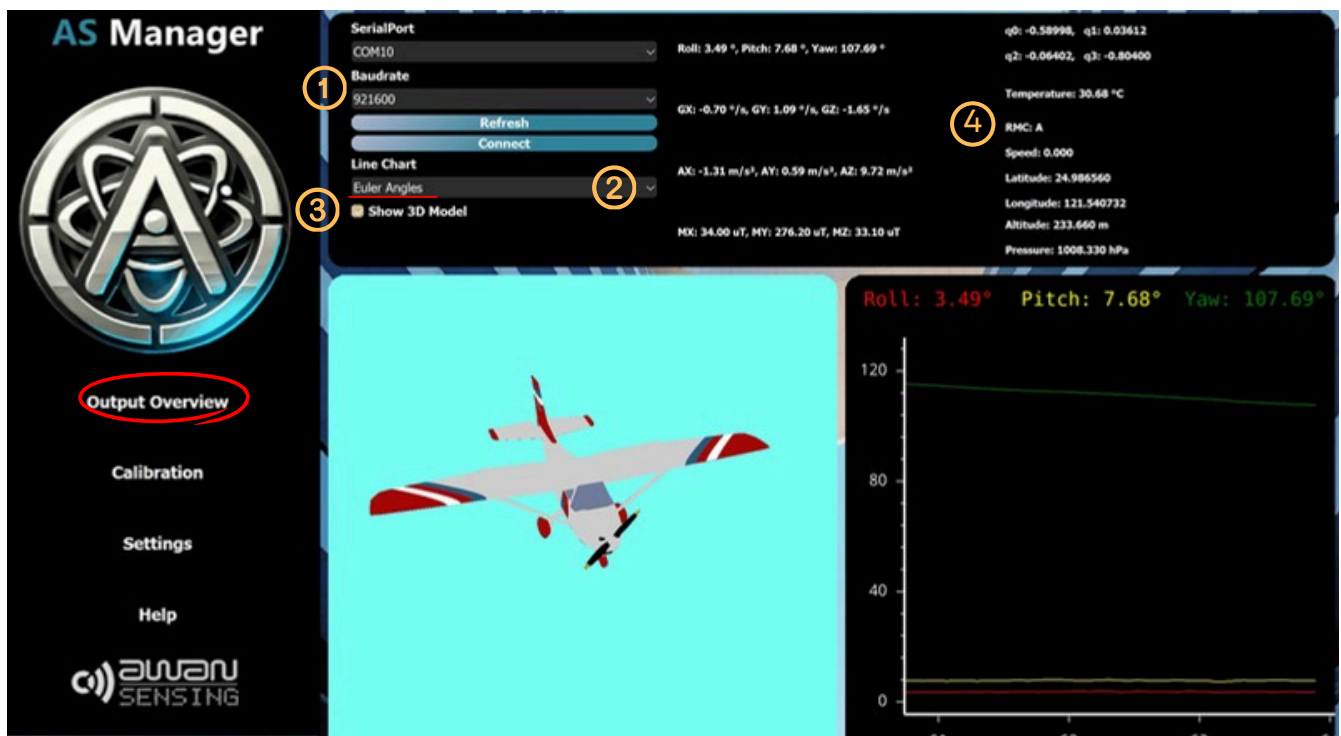 AS Manager
Output Overview
Calibration
Settings
Help
AWAN
SENSING
SerialPort
COM10
1
Baudrate
921600
Refresh
Connect
Line Chart
Euler Angles
2
3
Show 3D Model
Roll: 3.49 °, Pitch: 7.68 °, Yaw: 107.69 °
GX: -0.70 °/s, GY: 1.09 °/s, GZ: -1.65 °/s
AX: -1.31 m/s², AY: 0.59 m/s², AZ: 9.72 m/s²
MX: 34.00 uT, MY: 276.20 uT, MZ: 33.10 uT
q0: -0.58998, q1: 0.03612
q2: -0.06402, q3: -0.80400
Temperature: 30.68 °C
4
RMC: A
Speed: 0.000
Latitude: 24.986560
Longitude: 121.540732
Altitude: 233.660 m
Pressure: 1008.330 hPa
Roll: 3.49° Pitch: 7.68° Yaw: 107.69°
120
80
40
0